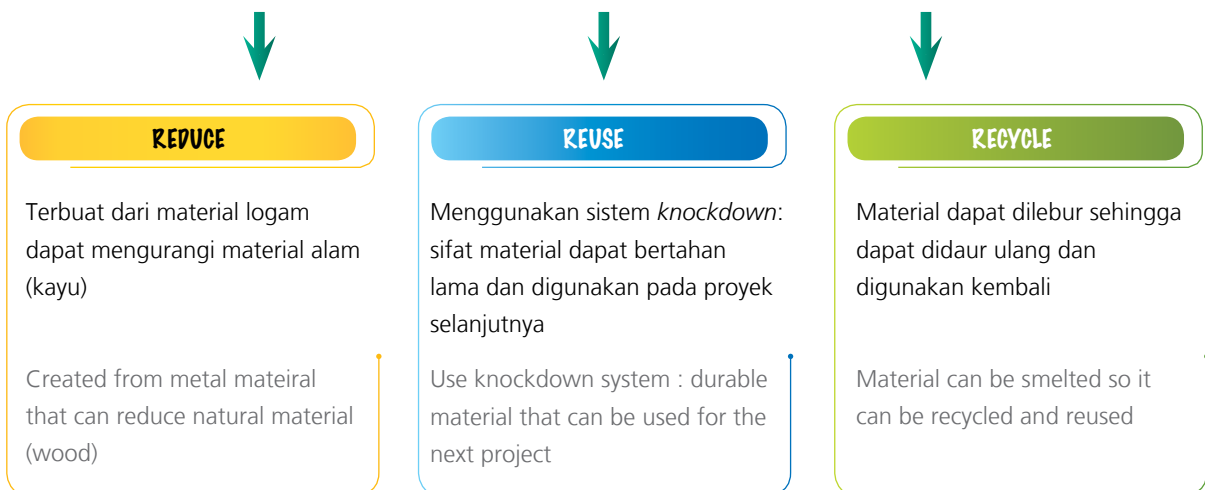 REDUCE
Terbuat dari material logam
dapat mengurangi material alam
(kayu)
Created from metal mateiral
that can reduce natural material
(wood)
REUSE
Menggunakan sistem knockdown:
sifat material dapat bertahan
lama dan digunakan pada proyek
selanjutnya
Use knockdown system : durable
material that can be used for the
next project
RECYCLE
Material dapat dilebur sehingga
dapat didaur ulang dan
digunakan kembali
Material can be smelted so it
can be recycled and reused